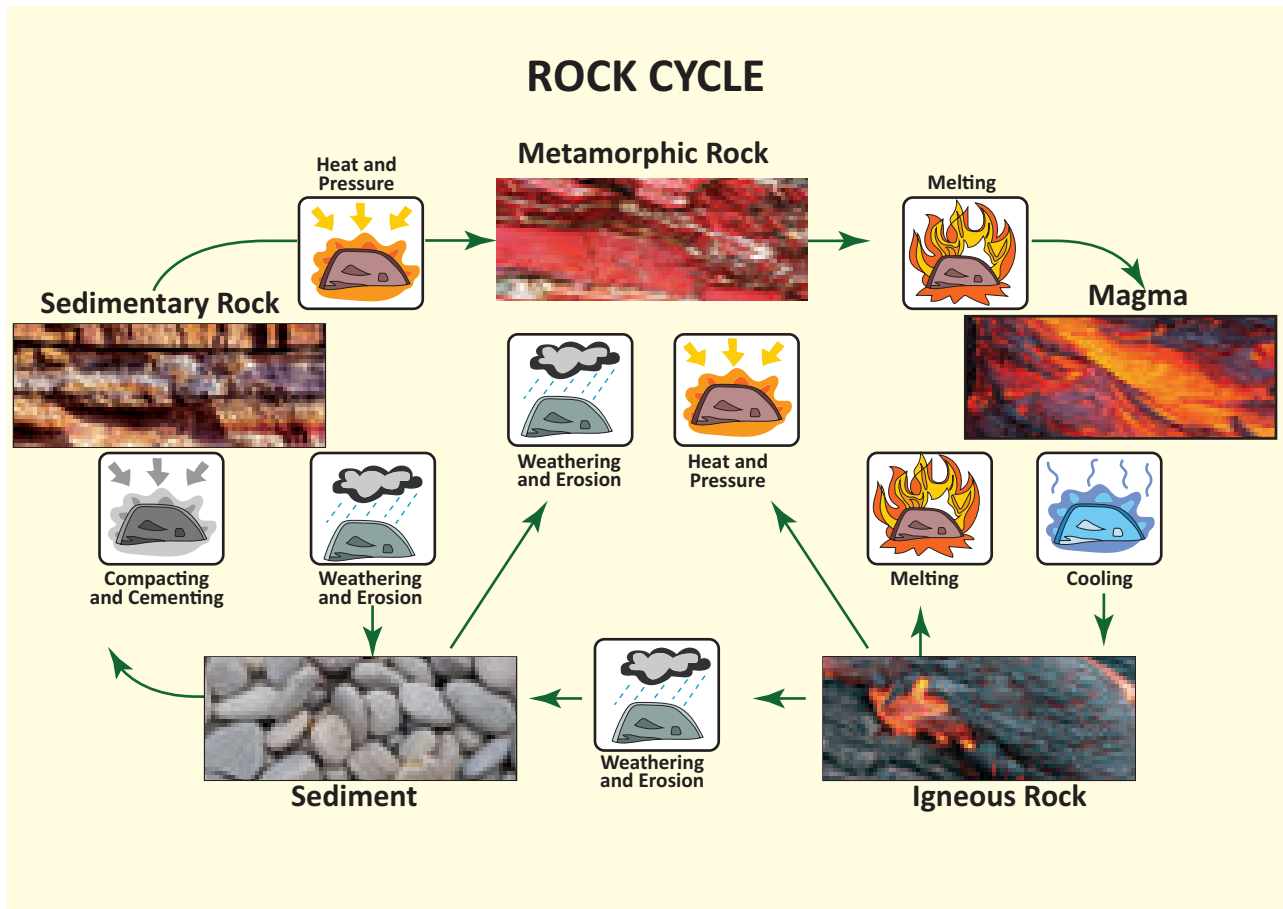 ROCK CYCLE
Metamorphic Rock
Heat and
Pressure
Melting
Sedimentary Rock
Magma
Weathering
and Erosion
Heat and
Pressure
Compacting
and Cementing
Weathering
and Erosion
Melting
Cooling
Weathering
and Erosion
Sediment
Igneous Rock